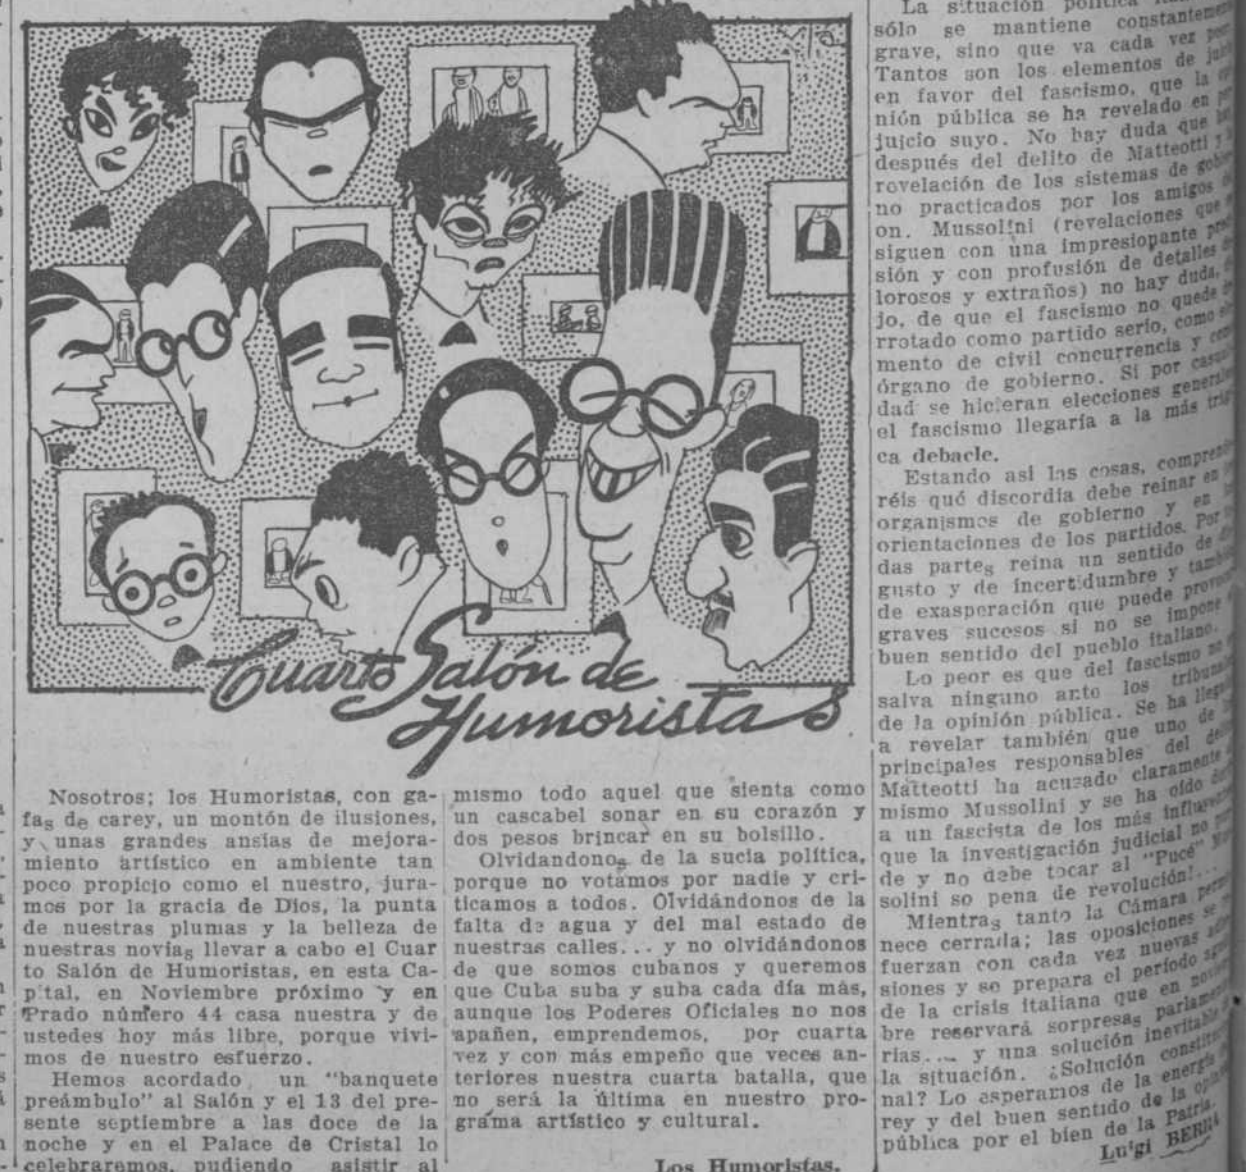 Cuarto Salón de
Humoristas
Nosotros; los Humoristas, con ga-
fas de carey, un montón de ilusiones,
y unas grandes ansias de mejora-
miento artístico en ambiente tan
poco propicio como el nuestro, jura-
mos por la gracia de Dios, la punta
de nuestras plumas y la belleza de
nuestras novias llevar a cabo el Cuar
to Salón de Humoristas, en esta Ca-
p'tal, en Noviembre próximo y en
Prado número 44 casa nuestra y de
ustedes hoy más libre, porque vivi-
mos de nuestro esfuerzo.
Hemos acordado un "banquete
preámbulo" al Salón y el 13 del pre-
sente septiembre a las doce de la
noche y en el Palace de Cristal lo
celebraremos, pudiendo asistir al
mismo todo aquel que sienta como
un cascabel sonar en su corazón y
dos pesos brincar en su bolsillo.
Olvidandonos de la sucia política,
porque no votamos por nadie y cri-
ticamos a todos. Olvidándonos de la
falta de agua y del mal estado de
nuestras calles... y no olvidándonos
de que somos cubanos y queremos
que Cuba suba y suba cada día más,
aunque los Poderes Oficiales no nos
apañen, emprendemos, por cuarta
vez y con más empeño que veces an-
teriores nuestra cuarta batalla, que
no será la última en nuestro pro-
grama artístico y cultural.
Los Humoristas.
La situación política
sólo se mantiene constantemen
grave, sino que va cada vez
Tantos son los elementos de
en favor del fascismo, que la
nión pública se ha revelado en
juicio suyo. No hay duda que
después del delito de Matteotti y
rovelación de los sistemas de gobi
no practicados por los amigos
on. Mussolini (revelaciones que
siguen con una impresiopante
sión y con profusión de detalles
lorosos y extraños) no hay duda,
jo, de que el fascismo no quede
rrotado como partido serio, como
mento de civil concurrencia y
órgano de gobierno. Si por casu
dad se hicieran elecciones general
el fascismo llegaría a la más
ca debacle.
Estando así las cosas, comprend
réis qué discordia debe reinar en
organismos de gobierno y en
orientaciones de los partidos. Por
das partes reina un sentido de
gusto y de incertidumbre y tambi
de exasperación que puede provo
graves sucesos si no se impone
buen sentido del pueblo italiano.
Lo peor es que del fascismo no
salva ninguno ante los tribuna
de la opinión pública. Se ha llega
a revelar también que uno de
principales responsables del
Matteotti ha acusado claramente
mismo Mussolini y se ha oído
a un fascista de los más influyen
que la investigación judicial no
de y no debe tocar al "Pucé"
solini so pena de revolución!...
Mientras tanto la Cámara perm
nece cerrada; las oposiciones se
fuerzan con cada vez nuevas
siones y se prepara el período
de la crisis italiana que en noviem
bre reservará sorpresas parlamen
rias... y una solución inevitable
la situación. ¿Solución constituc
nal? Lo esperamos de la energía
rey y del buen sentido de la
pública por el bien de la Patria.
Lu'gi